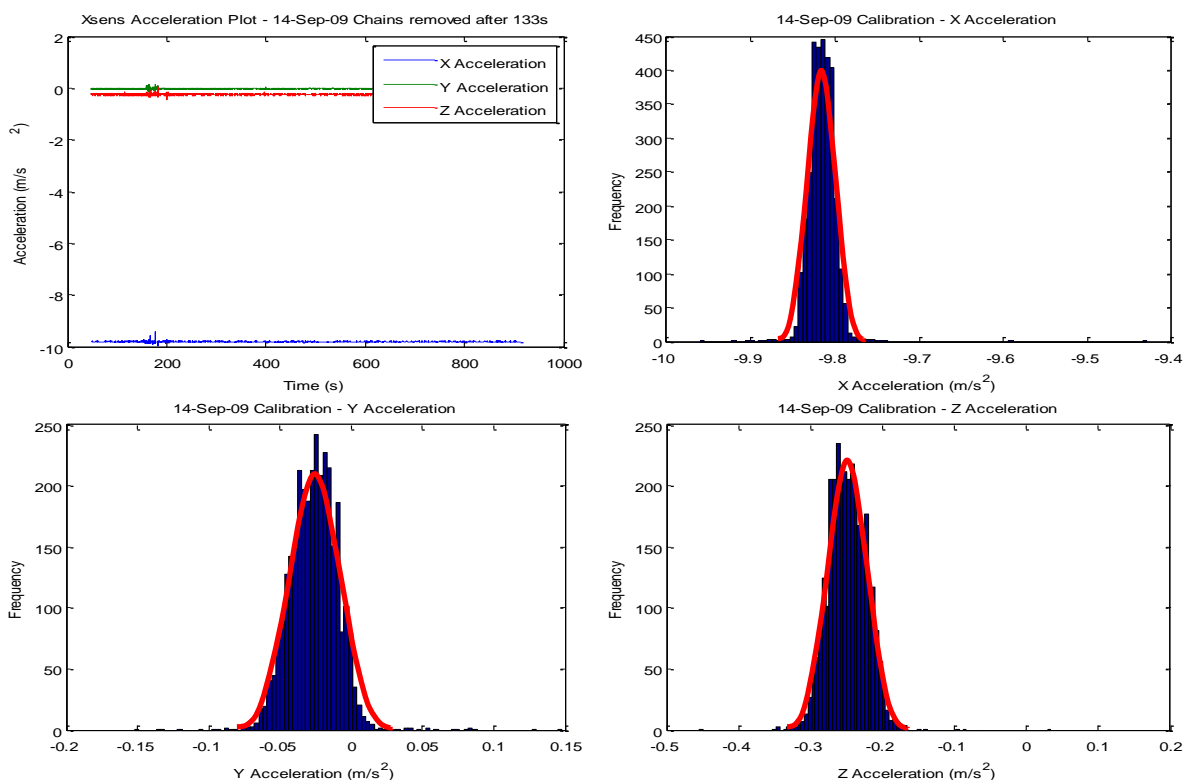 Xsens Acceleration Plot - 14-Sep-09 Chains removed after 133s
2
0
-2
-4
-6
-8
-10
Acceleration (m/s2)
X Acceleration
Y Acceleration
Z Acceleration
0 200 400 600 800 1000
Time (s)
14-Sep-09 Calibration - X Acceleration
450
400
350
300
250
200
150
100
50
0
Frequency
-10 -9.9 -9.8 -9.7 -9.6 -9.5 -9.4
X Acceleration (m/s2)
14-Sep-09 Calibration - Y Acceleration
250
200
150
100
50
0
Frequency
-0.2 -0.15 -0.1 -0.05 0 0.05 0.1 0.15
Y Acceleration (m/s2)
14-Sep-09 Calibration - Z Acceleration
250
200
150
100
50
0
Frequency
-0.5 -0.4 -0.3 -0.2 -0.1 0 0.1 0.2
Z Acceleration (m/s2)